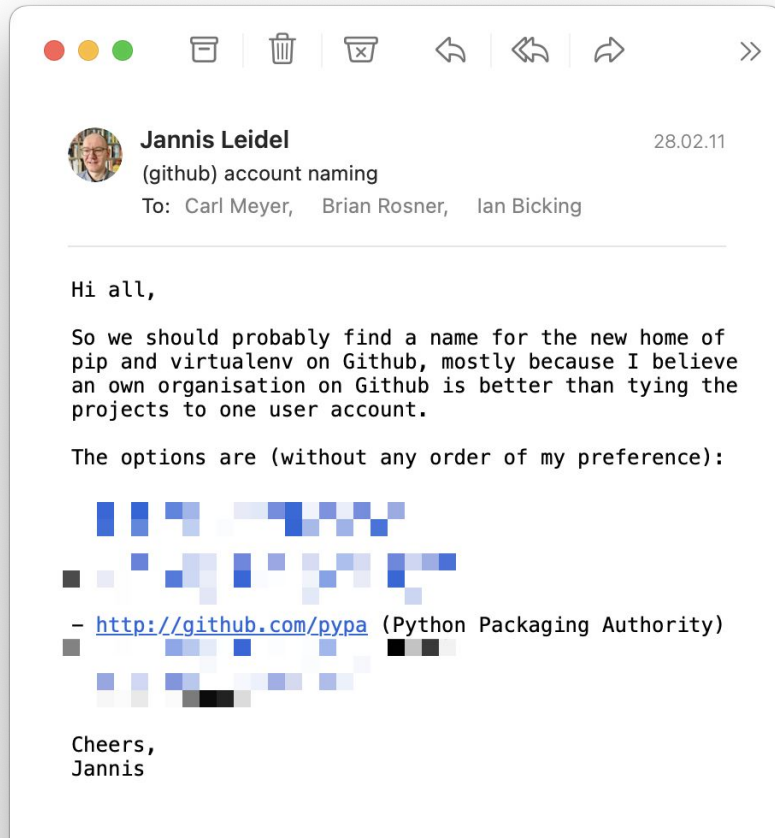 Jannis Leidel
28.02.11
(github) account naming
To: Carl Meyer, Brian Rosner, Ian Bicking
Hi all,
So we should probably find a name for the new home of
pip and virtualenv on Github, mostly because I believe
an own organisation on Github is better than tying the
projects to one user account.
The options are (without any order of my preference):
– http://github.com/pypa (Python Packaging Authority)
Cheers,
Jannis